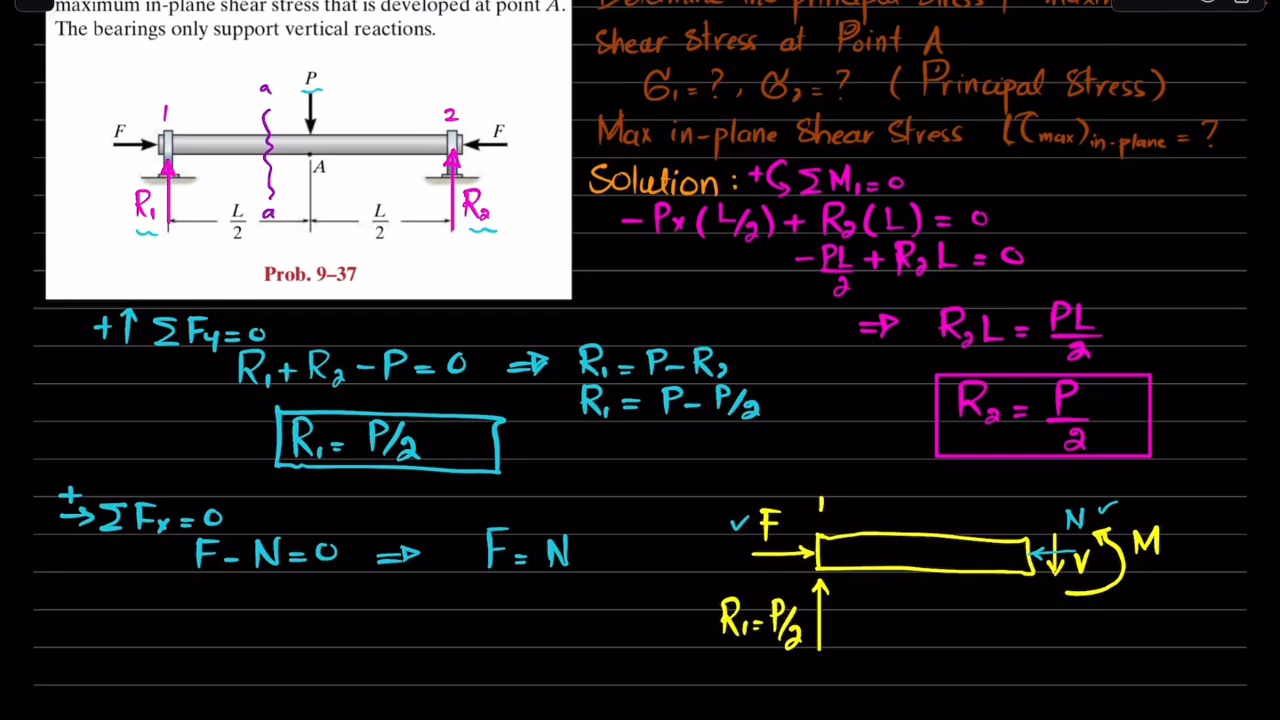 maximum in-plane shear stress that is developed at point A.
The bearings only support vertical reactions.
Shear Stress at Point A
σ₁ = ?, σ₂ = ? (Principal Stress)
Max in-plane Shear Stress (τmax)in-plane = ?
P
a
1
2
F
F
A
R₁
R₂
L/2
a
L/2
Prob. 9–37
Solution: +↺ ΣM₁ = 0
- P × (L/2) + R₂(L) = 0
- PL/2 + R₂L = 0
⇒ R₂L = PL/2
R₂ = P/2
+↑ ΣFy = 0
R₁ + R₂ - P = 0 ⇒ R₁ = P - R₂
R₁ = P - P/2
R₁ = P/2
+→ ΣFx = 0
F - N = 0 ⇒ F = N
✓ F
1
N ✓
V
M
R₁ = P/2